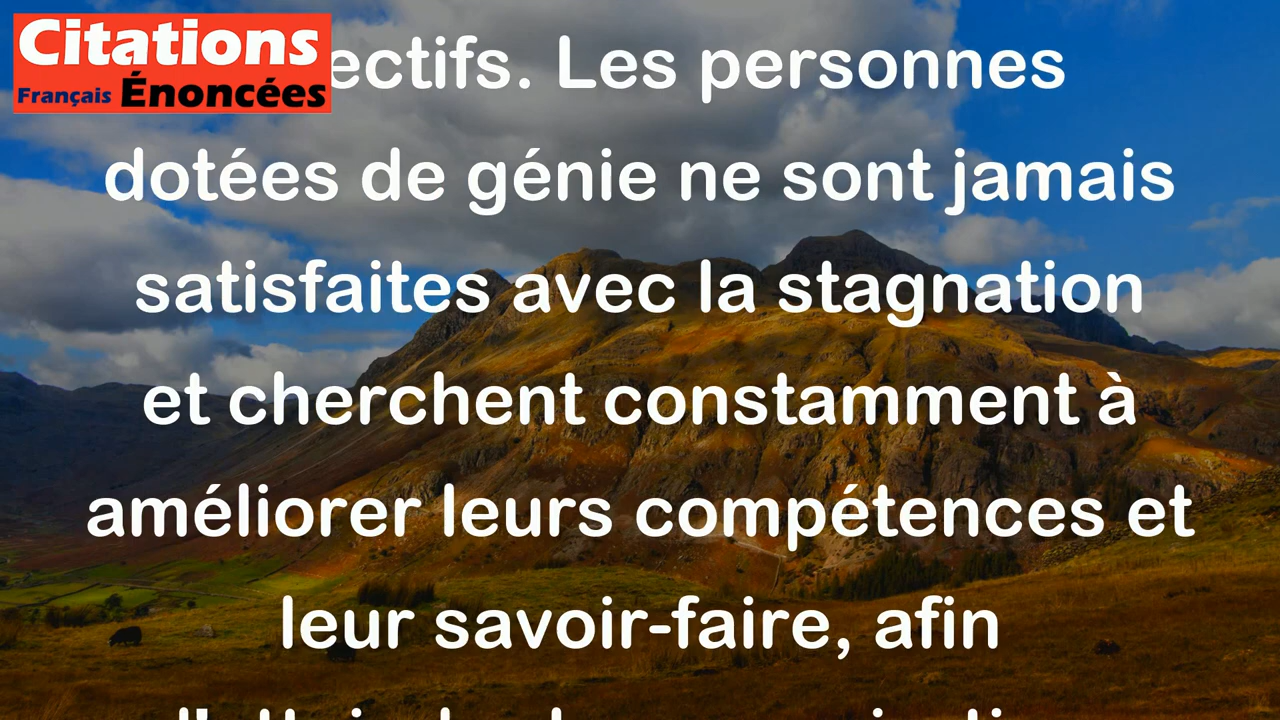 Citations
Français Énoncées
ectifs. Les personnes
dotées de génie ne sont jamais
satisfaites avec la stagnation
et cherchent constamment à
améliorer leurs compétences et
leur savoir-faire, afin